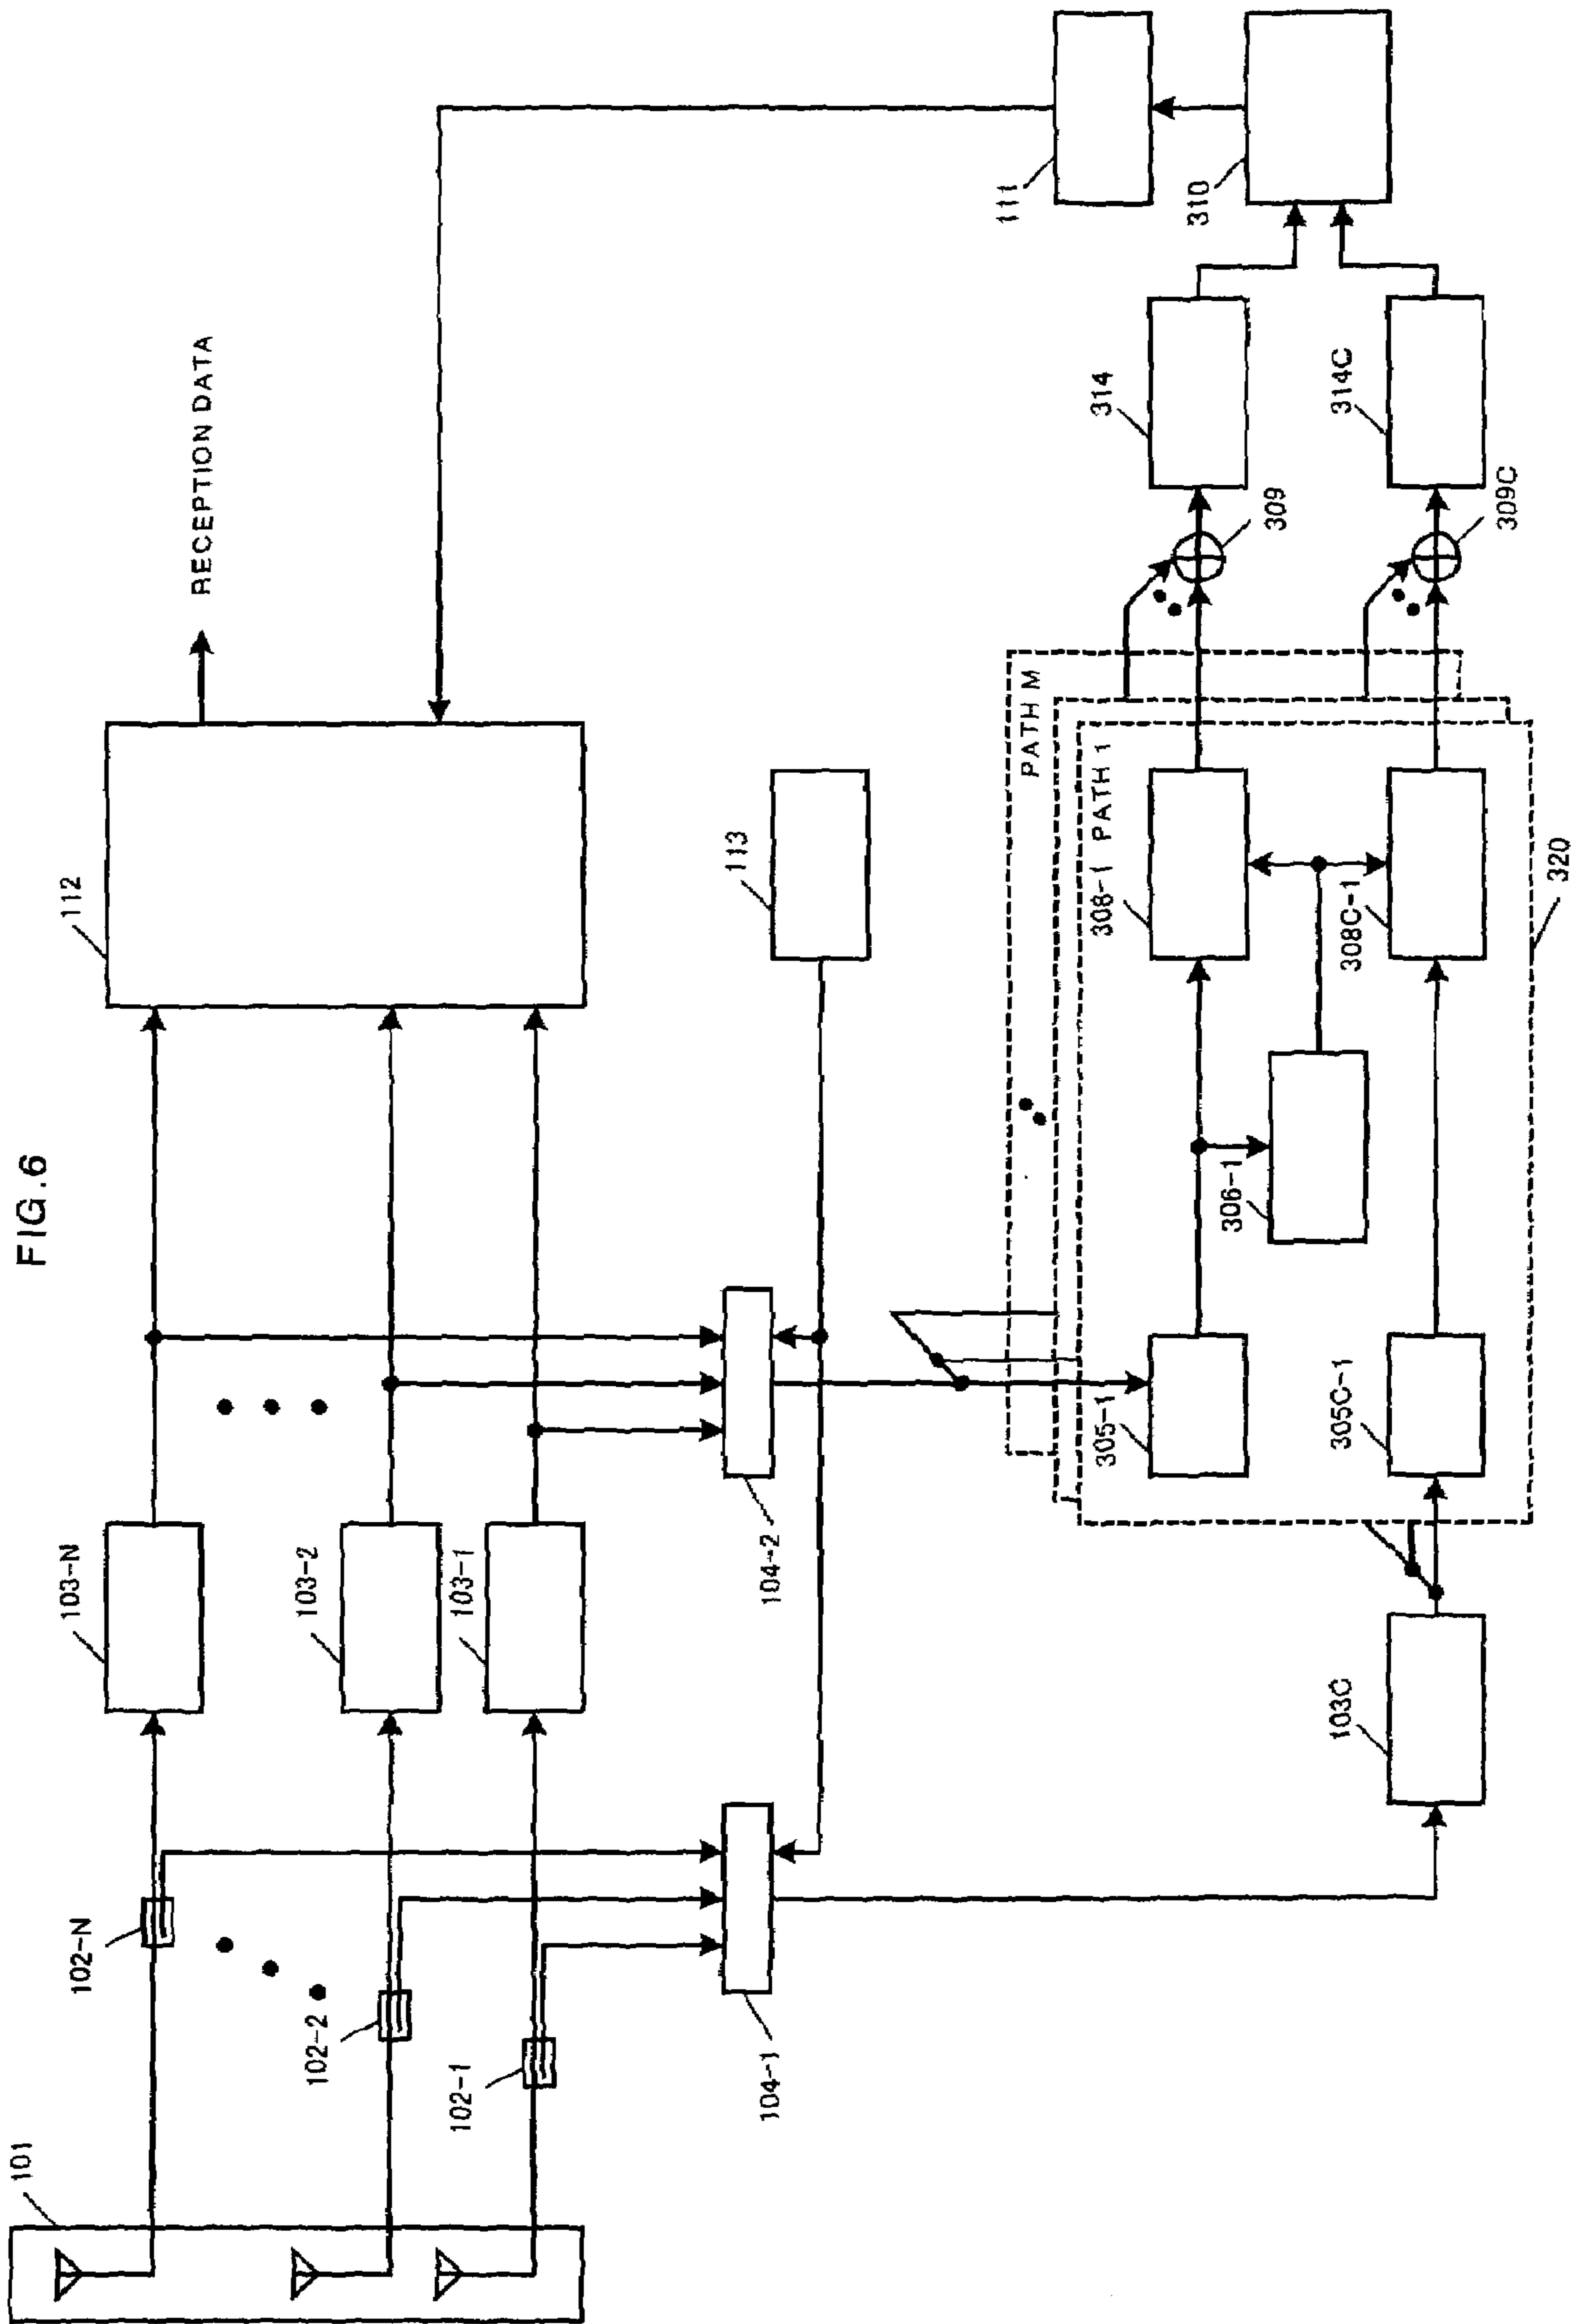 FIG.6
101
102-N
102-2
102-1
103-N
103-2
103-1
104-1
104-2
112
RECEPTION DATA
113
103C
305-1
305C-1
306-1
308-1
PATH 1
308C-1
PATH M
320
309
309C
314
314C
111
310